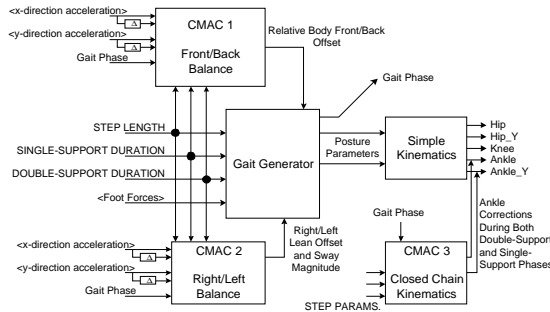 <x-direction acceleration>
Δ
<y-direction acceleration>
Δ
Gait Phase
CMAC 1
Front/Back
Balance
Relative Body Front/Back
Offset
Gait Phase
STEP LENGTH
SINGLE-SUPPORT DURATION
DOUBLE-SUPPORT DURATION
<Foot Forces>
Gait Generator
Posture
Parameters
Simple
Kinematics
Hip
Hip_Y
Knee
Ankle
Ankle_Y
<x-direction acceleration>
Δ
<y-direction acceleration>
Δ
Gait Phase
CMAC 2
Right/Left
Balance
Right/Left
Lean Offset
and Sway
Magnitude
Gait Phase
STEP PARAMS.
CMAC 3
Closed Chain
Kinematics
Ankle
Corrections
During Both
Double-Support
and Single-
Support Phases